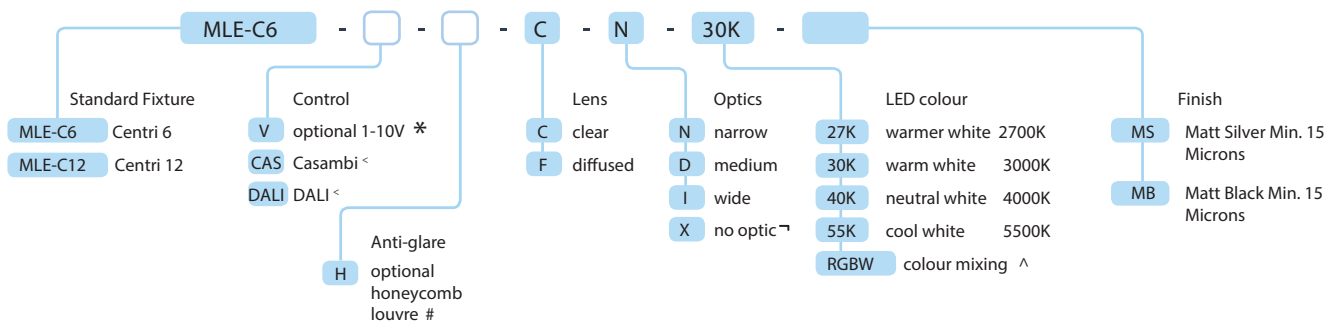 MLE-C6 - - - C - N - 30K -
Standard Fixture
MLE-C6 Centri 6
MLE-C12 Centri 12
Control
V optional 1-10V *
CAS Casambi <
DALI DALI <
Anti-glare
H optional
honeycomb
louvre #
Lens
C clear
F diffused
Optics
N narrow
D medium
I wide
X no optic ¬
LED colour
27K warmer white 2700K
30K warm white 3000K
40K neutral white 4000K
55K cool white 5500K
RGBW colour mixing ^
Finish
MS Matt Silver Min. 15
Microns
MB Matt Black Min. 15
Microns